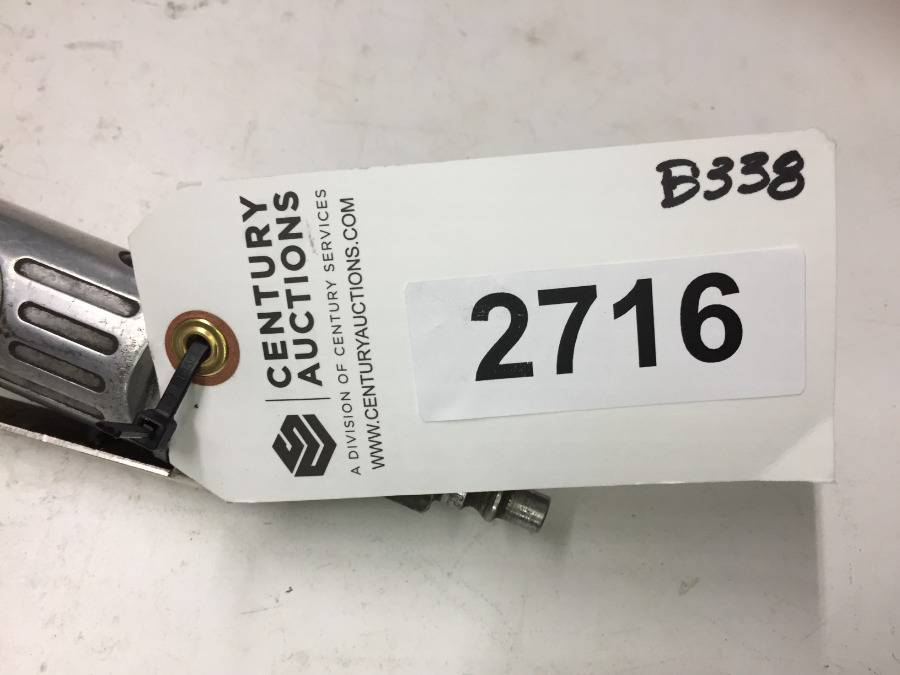 B338
2716
CENTURY
AUCTIONS
A DIVISION OF CENTURY SERVICES
WWW.CENTURYAUCTIONS.COM